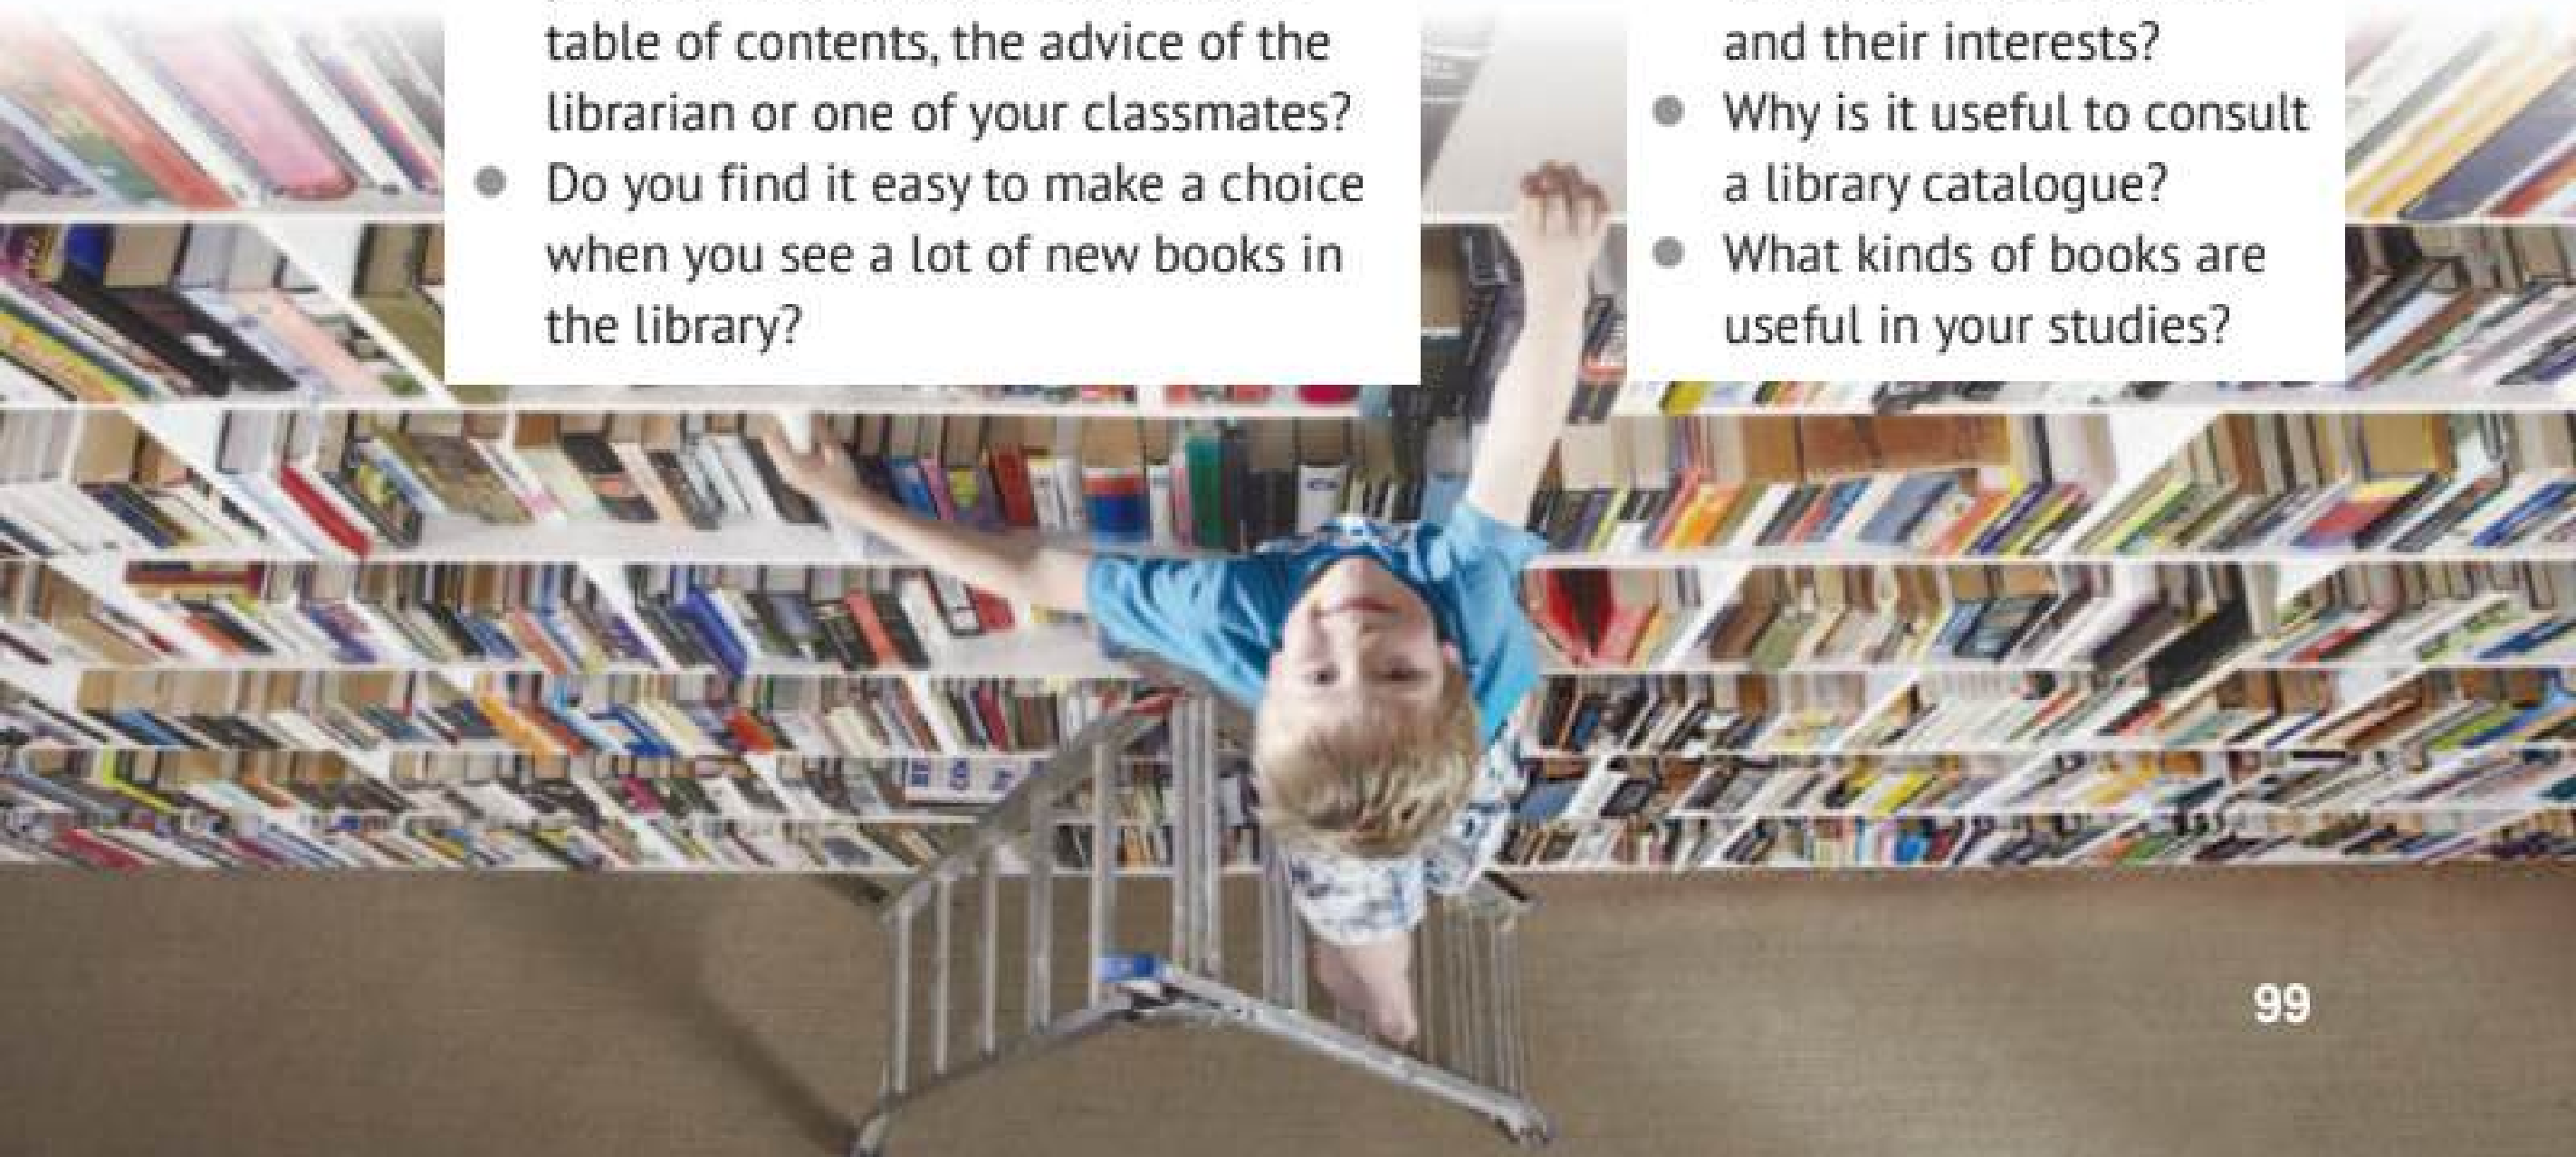 table of contents, the advice of the
librarian or one of your classmates?
● Do you find it easy to make a choice
when you see a lot of new books in
the library?
and their interests?
● Why is it useful to consult
a library catalogue?
● What kinds of books are
useful in your studies?
99